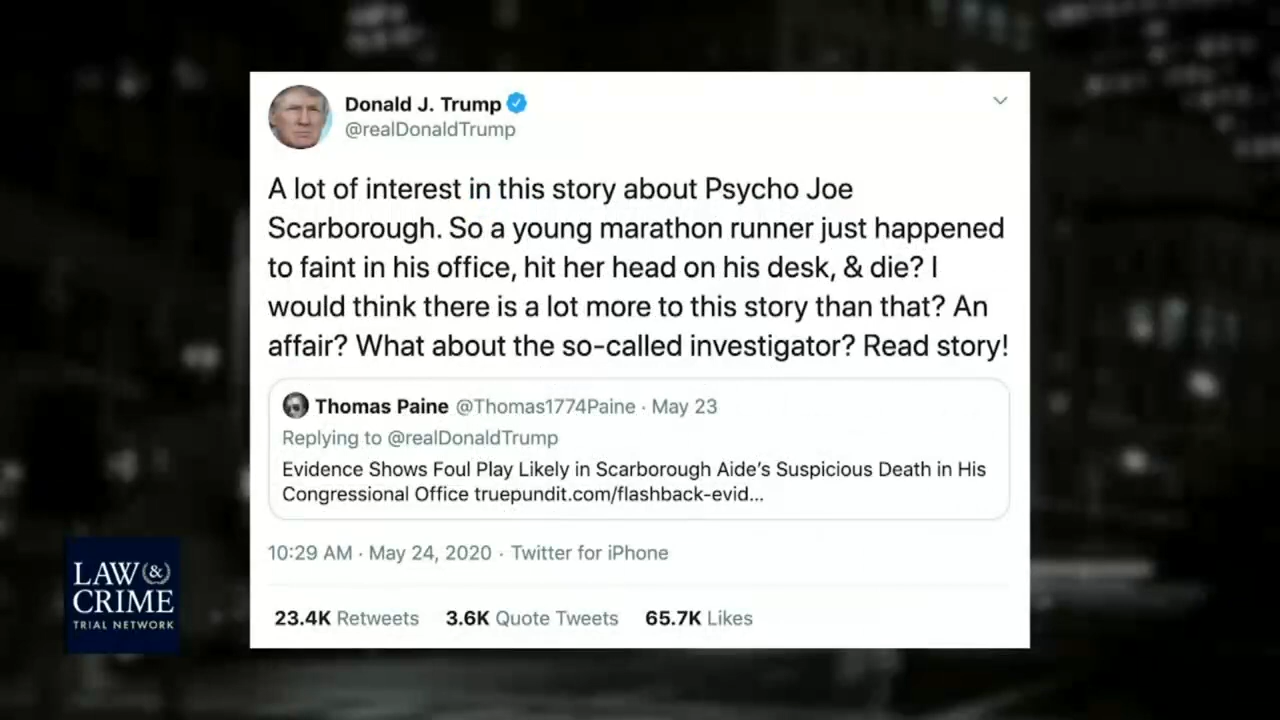 Donald J. Trump
@realDonaldTrump
A lot of interest in this story about Psycho Joe
Scarborough. So a young marathon runner just happened
to faint in his office, hit her head on his desk, & die? I
would think there is a lot more to this story than that? An
affair? What about the so-called investigator? Read story!
Thomas Paine @Thomas1774Paine · May 23
Replying to @realDonaldTrump
Evidence Shows Foul Play Likely in Scarborough Aide's Suspicious Death in His
Congressional Office truepundit.com/flashback-evid...
10:29 AM · May 24, 2020 · Twitter for iPhone
23.4K Retweets 3.6K Quote Tweets 65.7K Likes
LAW &
CRIME
TRIAL NETWORK